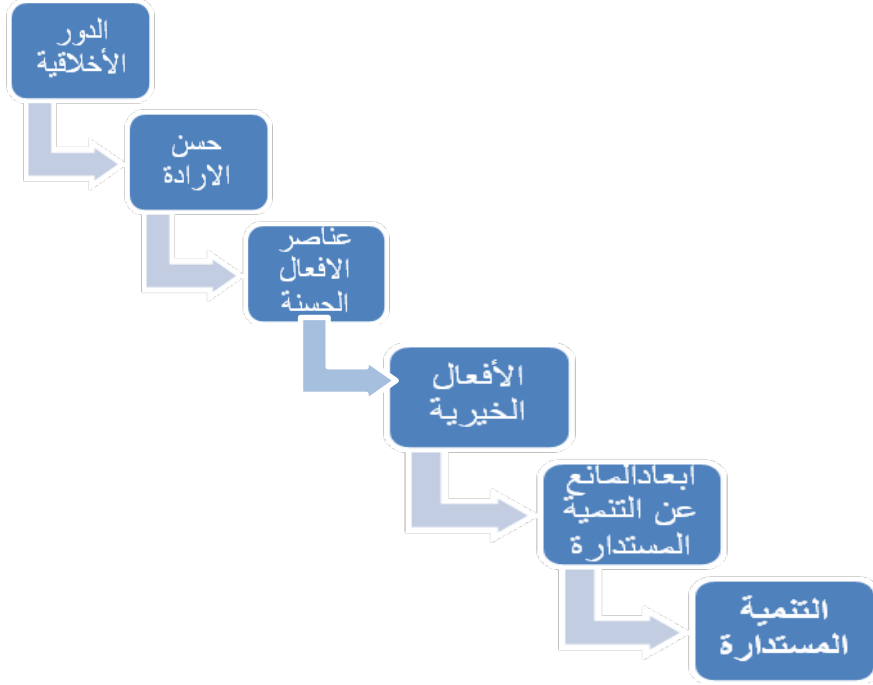 الدور
الأخلاقية
حسن
الارادة
عناصر
الافعال
الحسنة
الأفعال
الخيرية
ابعادالمانع
عن التنمية
المستدارة
التنمية
المستدارة